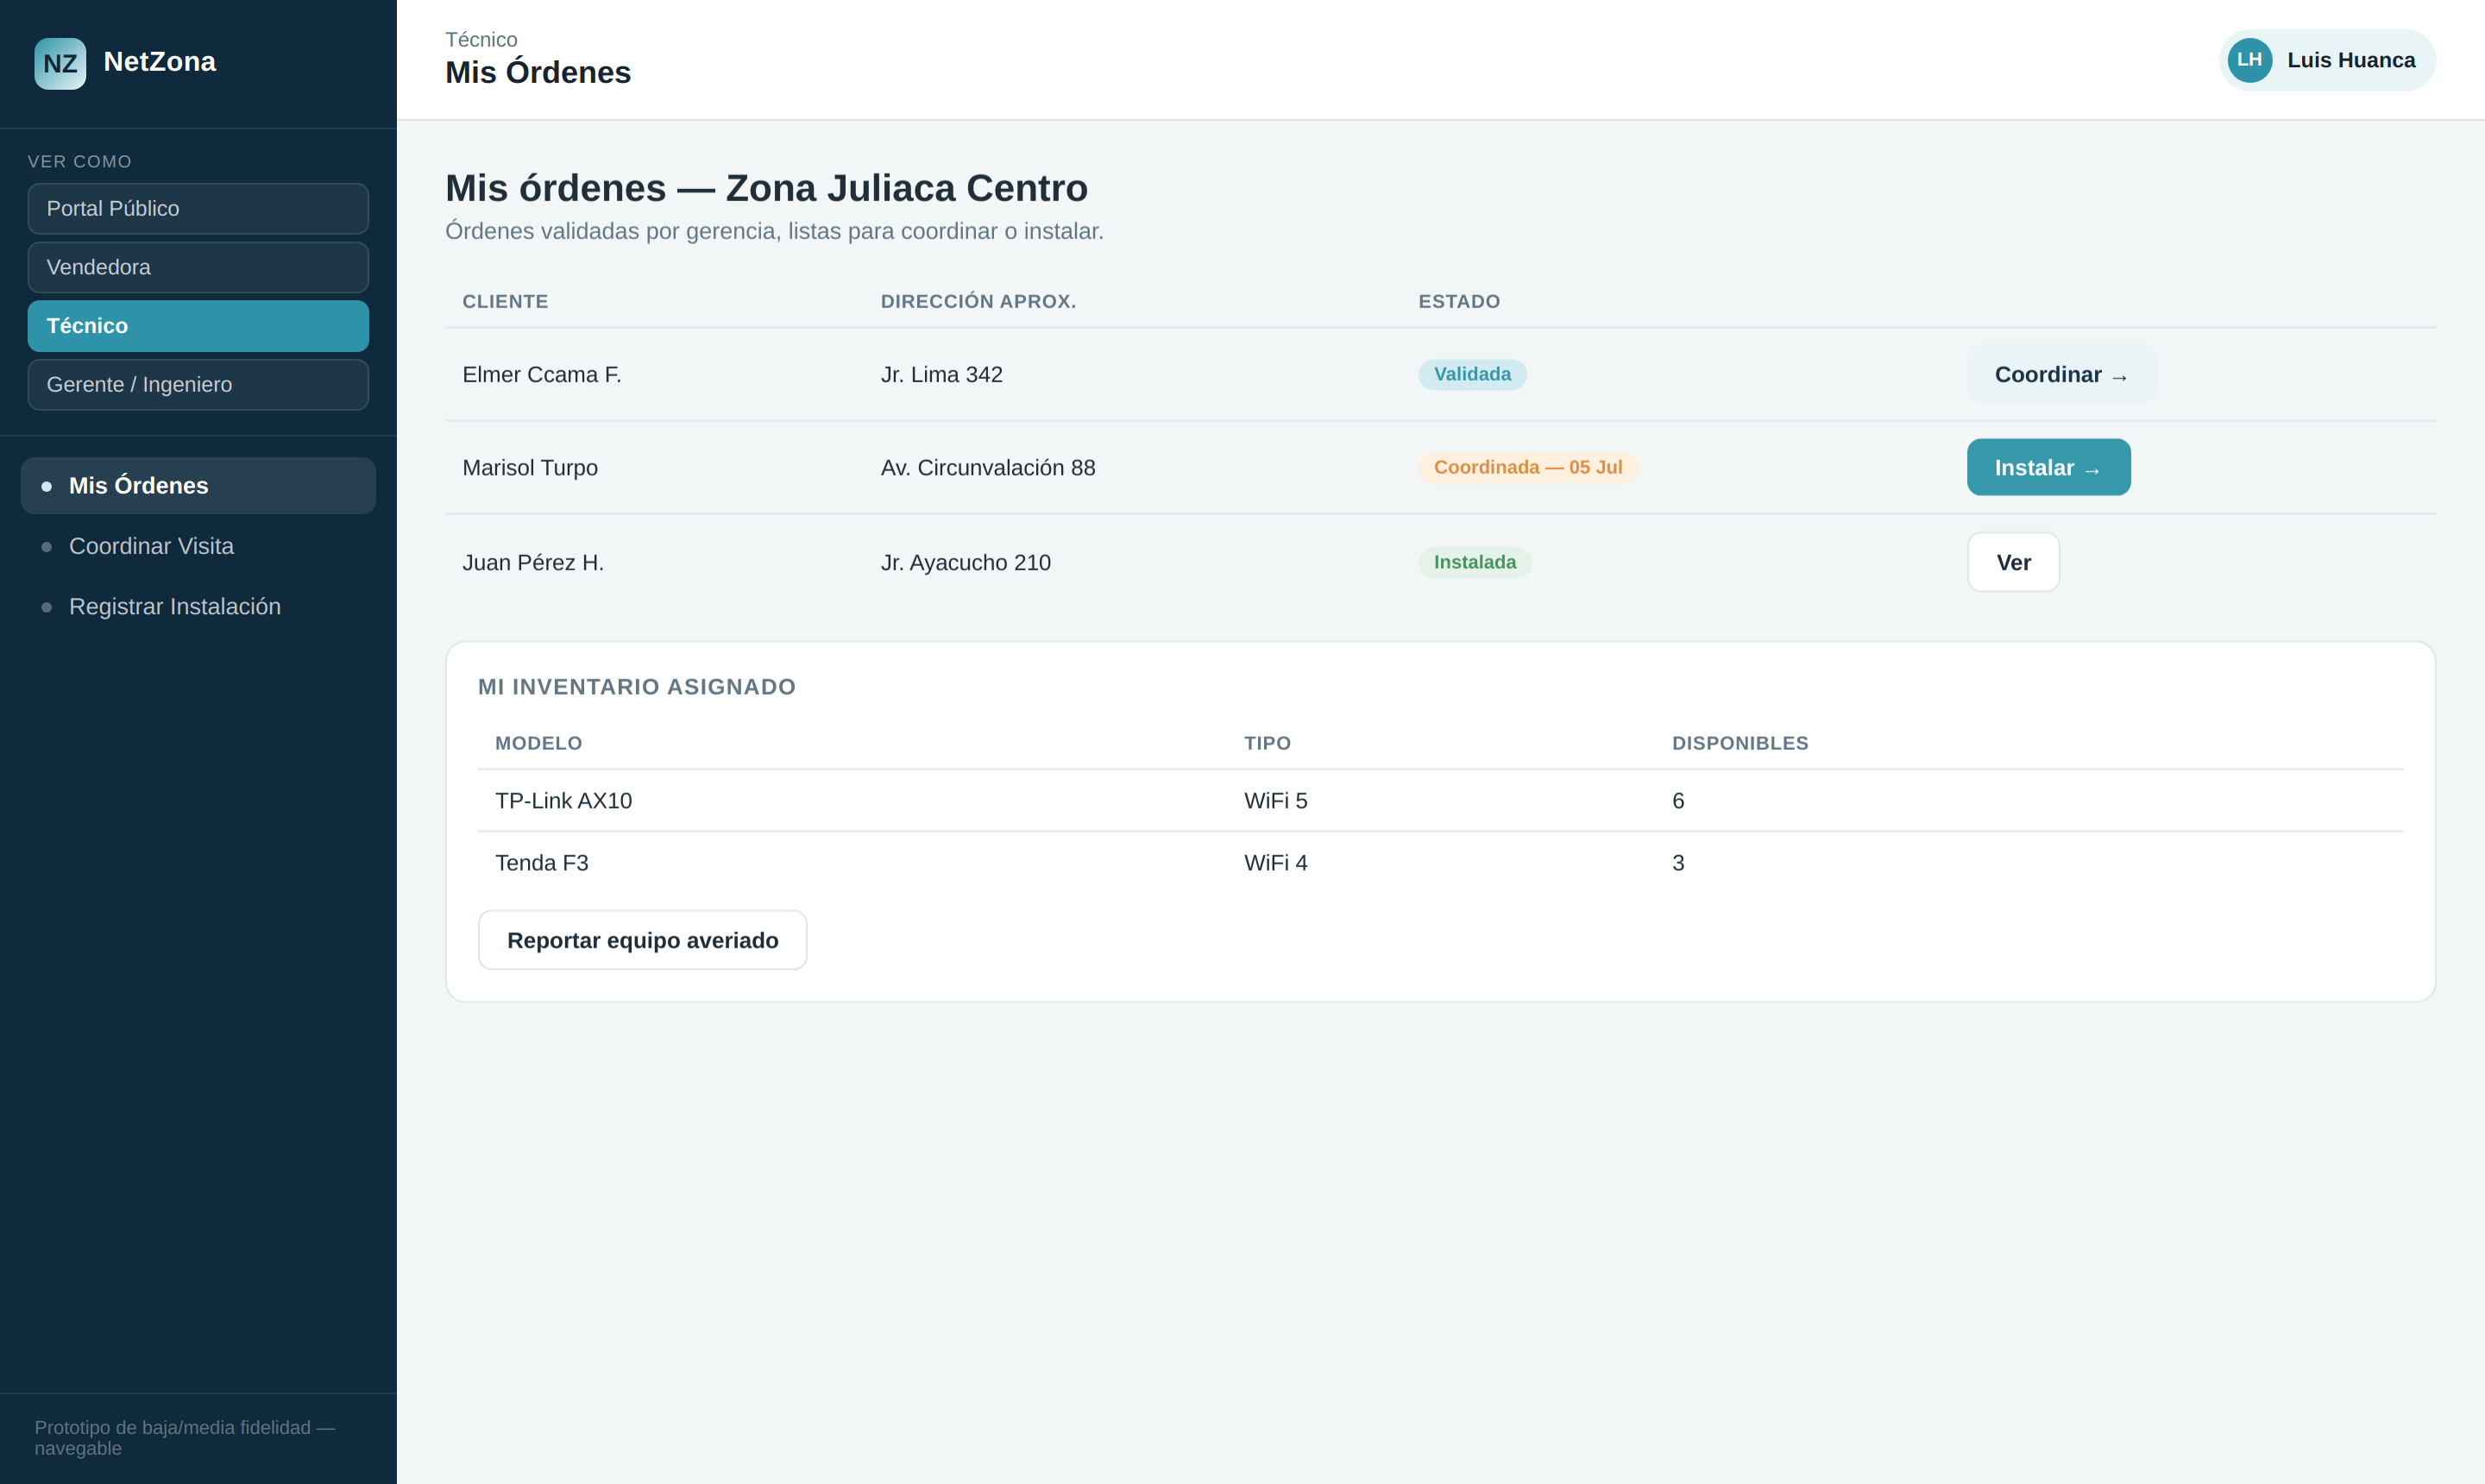 NZ
NetZona
VER COMO
Portal Público
Vendedora
Técnico
Gerente / Ingeniero
Mis Órdenes
Coordinar Visita
Registrar Instalación
Prototipo de baja/media fidelidad —
navegable
Técnico
Mis Órdenes
LH Luis Huanca
Mis órdenes — Zona Juliaca Centro
Órdenes validadas por gerencia, listas para coordinar o instalar.
CLIENTE DIRECCIÓN APROX. ESTADO
Elmer Ccama F. Jr. Lima 342 Validada Coordinar →
Marisol Turpo Av. Circunvalación 88 Coordinada — 05 Jul Instalar →
Juan Pérez H. Jr. Ayacucho 210 Instalada Ver
MI INVENTARIO ASIGNADO
MODELO TIPO DISPONIBLES
TP-Link AX10 WiFi 5 6
Tenda F3 WiFi 4 3
Reportar equipo averiado